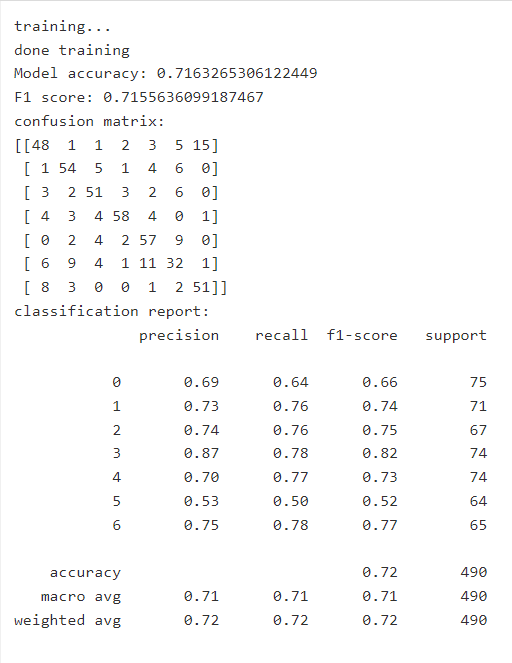 training...
done training
Model accuracy: 0.7163265306122449
F1 score: 0.7155636099187467
confusion matrix:
[[48  1  1  2  3  5 15]
 [ 1 54  5  1  4  6  0]
 [ 3  2 51  3  2  6  0]
 [ 4  3  4 58  4  0  1]
 [ 0  2  4  2 57  9  0]
 [ 6  9  4  1 11 32  1]
 [ 8  3  0  0  1  2 51]]
classification report:
              precision    recall  f1-score   support
           0       0.69      0.64      0.66        75
           1       0.73      0.76      0.74        71
           2       0.74      0.76      0.75        67
           3       0.87      0.78      0.82        74
           4       0.70      0.77      0.73        74
           5       0.53      0.50      0.52        64
           6       0.75      0.78      0.77        65
    accuracy                           0.72       490
   macro avg       0.71      0.71      0.71       490
weighted avg       0.72      0.72      0.72       490